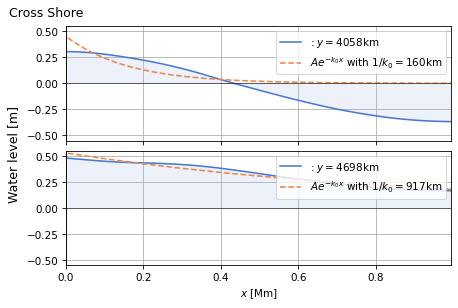 Cross Shore
0.50
0.25
0.00
−0.25
−0.50
: y = 4058km
Ae^{−k₀x} with 1/k₀ = 160km
Water level [m]
0.50
0.25
0.00
−0.25
−0.50
: y = 4698km
Ae^{−k₀x} with 1/k₀ = 917km
0.0 0.2 0.4 0.6 0.8
x [Mm]